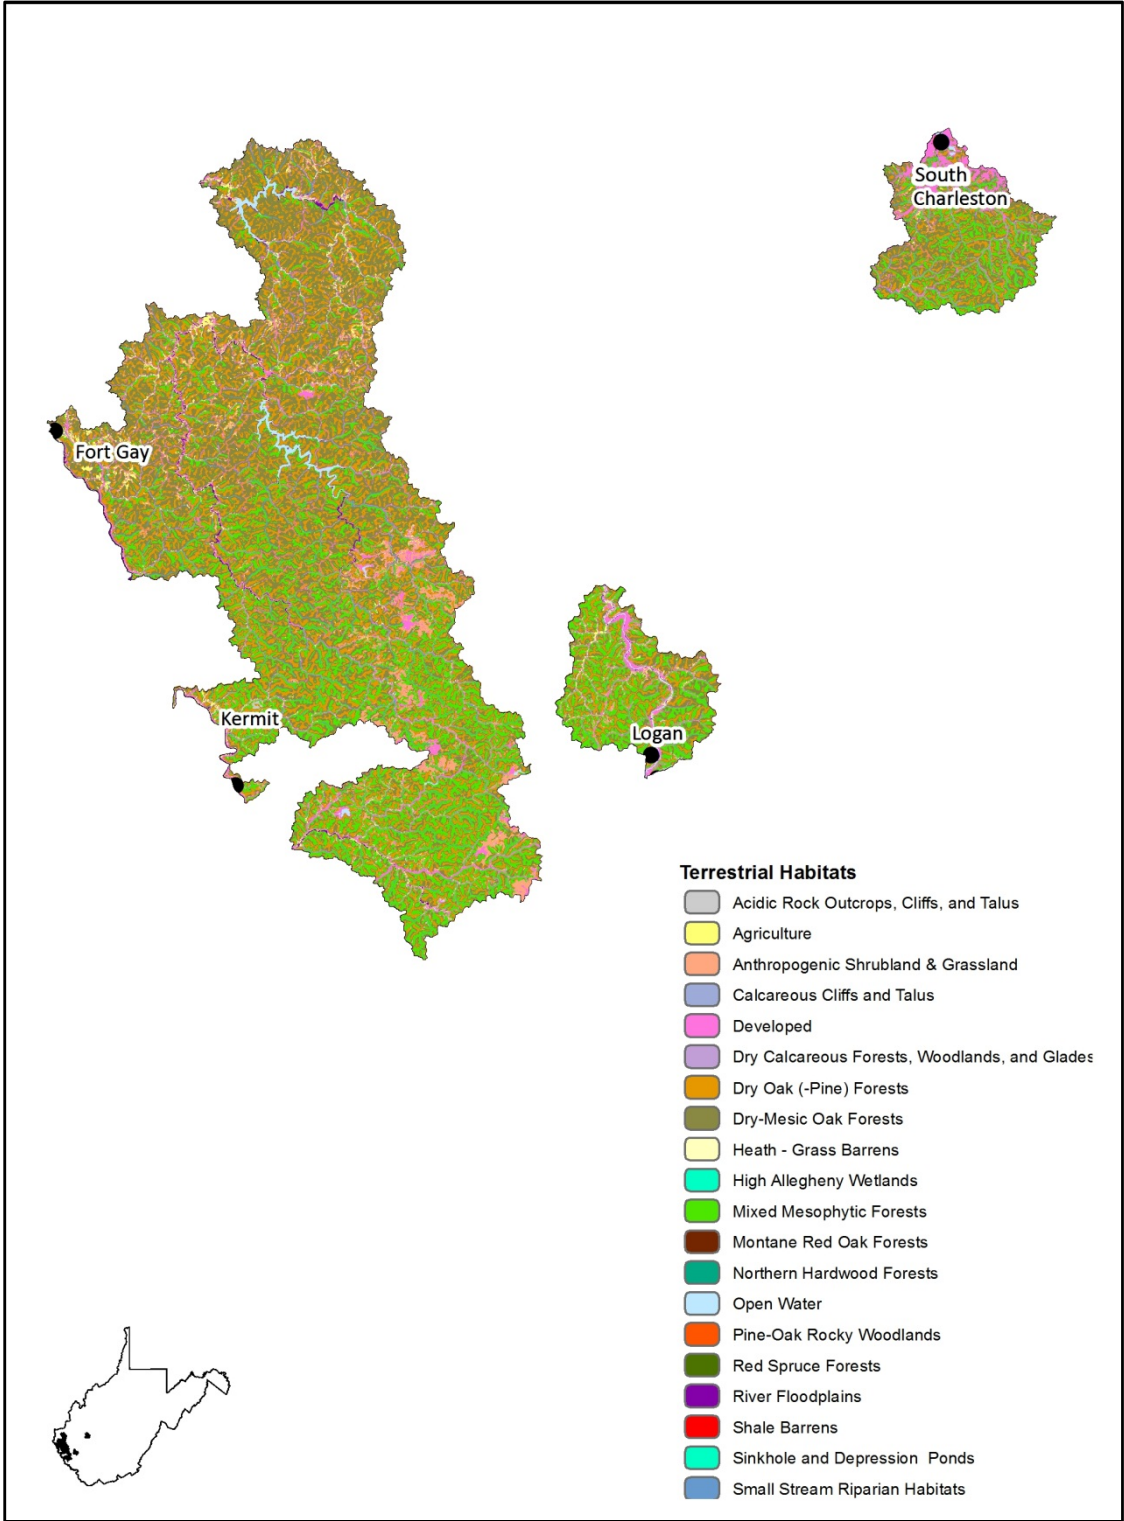 South
Charleston
Fort Gay
Kermit
Logan
Terrestrial Habitats
Acidic Rock Outcrops, Cliffs, and Talus
Agriculture
Anthropogenic Shrubland & Grassland
Calcareous Cliffs and Talus
Developed
Dry Calcareous Forests, Woodlands, and Glades
Dry Oak (-Pine) Forests
Dry-Mesic Oak Forests
Heath - Grass Barrens
High Allegheny Wetlands
Mixed Mesophytic Forests
Montane Red Oak Forests
Northern Hardwood Forests
Open Water
Pine-Oak Rocky Woodlands
Red Spruce Forests
River Floodplains
Shale Barrens
Sinkhole and Depression  Ponds
Small Stream Riparian Habitats